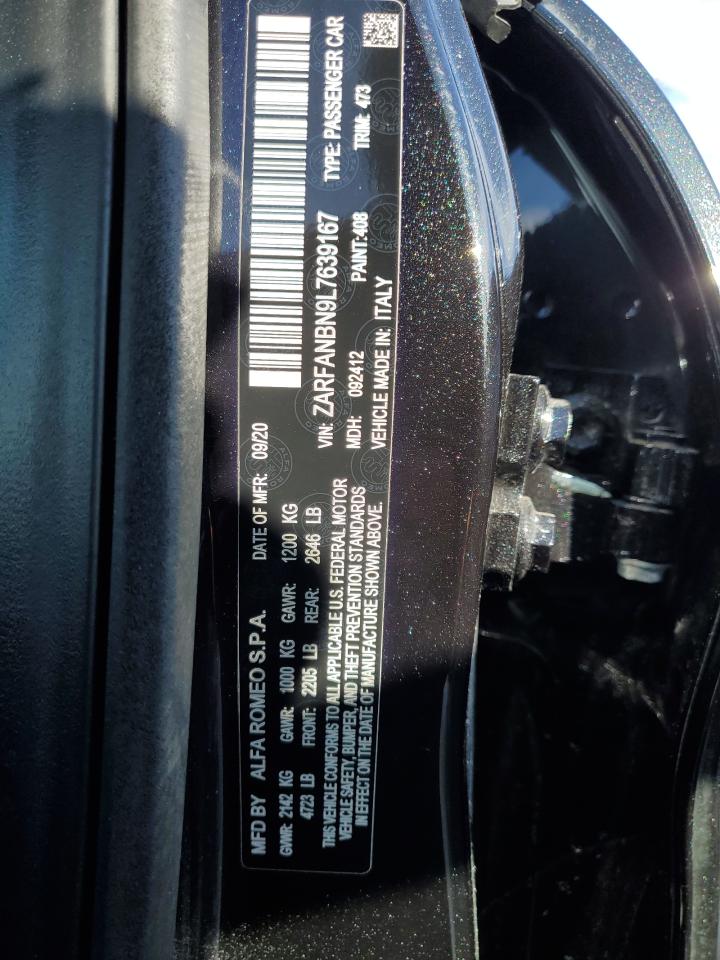 MFD BY ALFA ROMEO S.P.A. DATE OF MFR: 09/20
GWR: 2142 KG GAWR: 1000 KG GAWR: 1200 KG
4723 LB FRONT: 2205 LB REAR: 2646 LB
THIS VEHICLE CONFORMS TO ALL APPLICABLE U.S. FEDERAL MOTOR
VEHICLE SAFETY, BUMPER, AND THEFT PREVENTION STANDARDS
IN EFFECT ON THE DATE OF MANUFACTURE SHOWN ABOVE.
VIN: ZARFANBN9L7639167 TYPE: PASSENGER CAR
MDH: 092412 PAINT: 408 TRIM: 473
VEHICLE MADE IN: ITALY